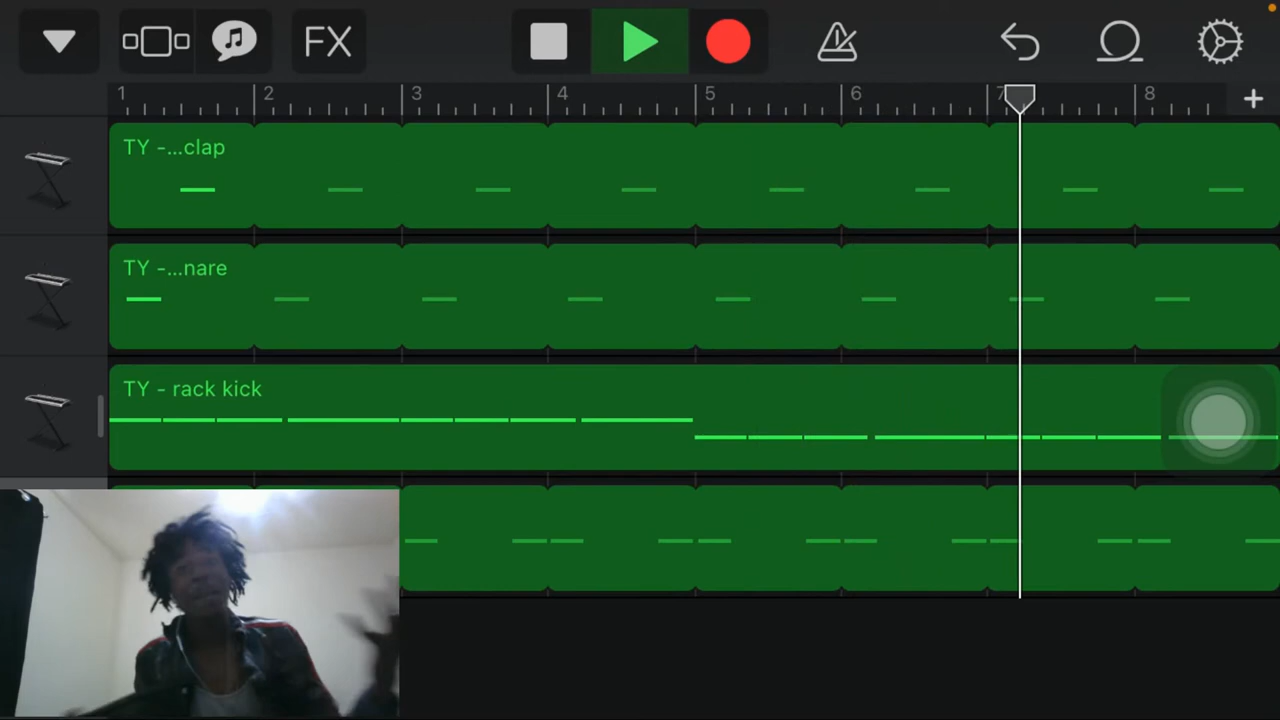 FX
1 2 3 4 5 6 7 8 +
TY -...clap
TY -...nare
TY - rack kick